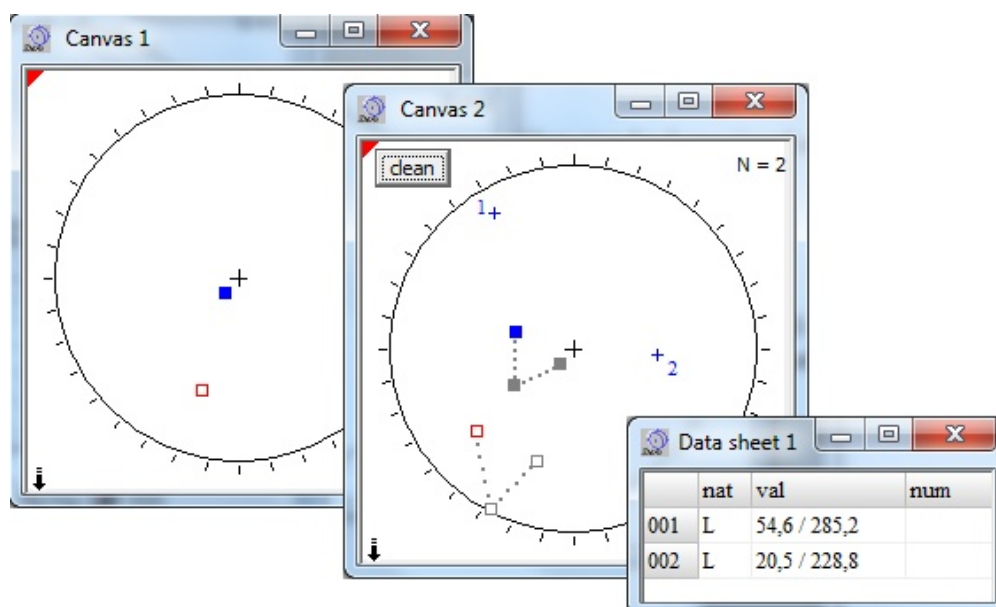 Canvas 1
Canvas 2
clean
N = 2
1
2
Data sheet 1
nat val num
001 L 54,6 / 285,2
002 L 20,5 / 228,8